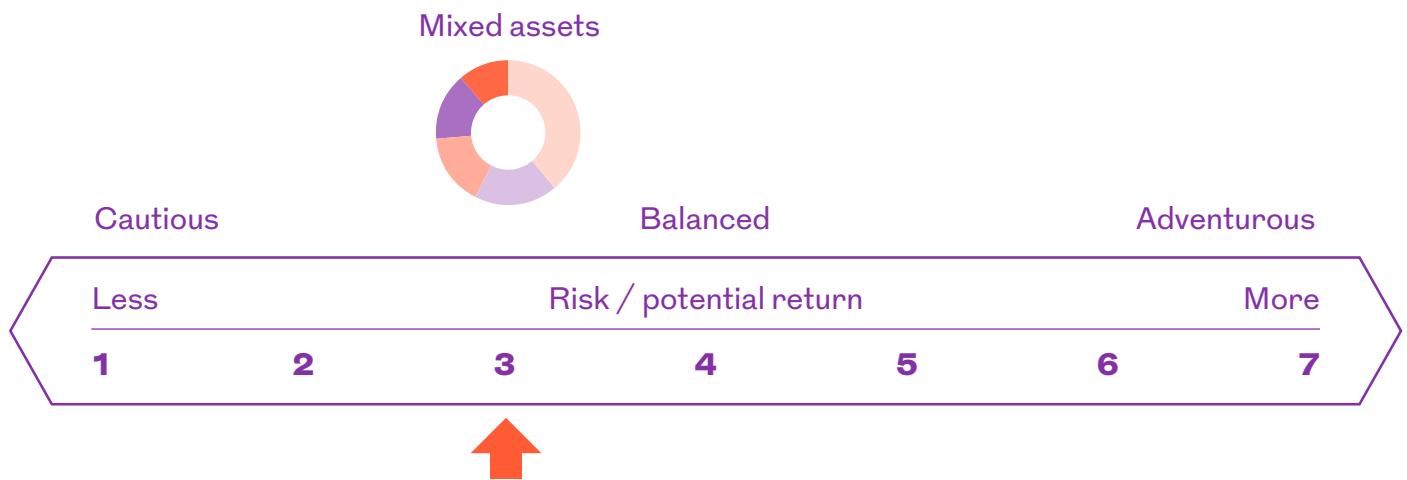 Mixed assets
Cautious Balanced Adventurous
Less Risk / potential return More
1 2 3 4 5 6 7